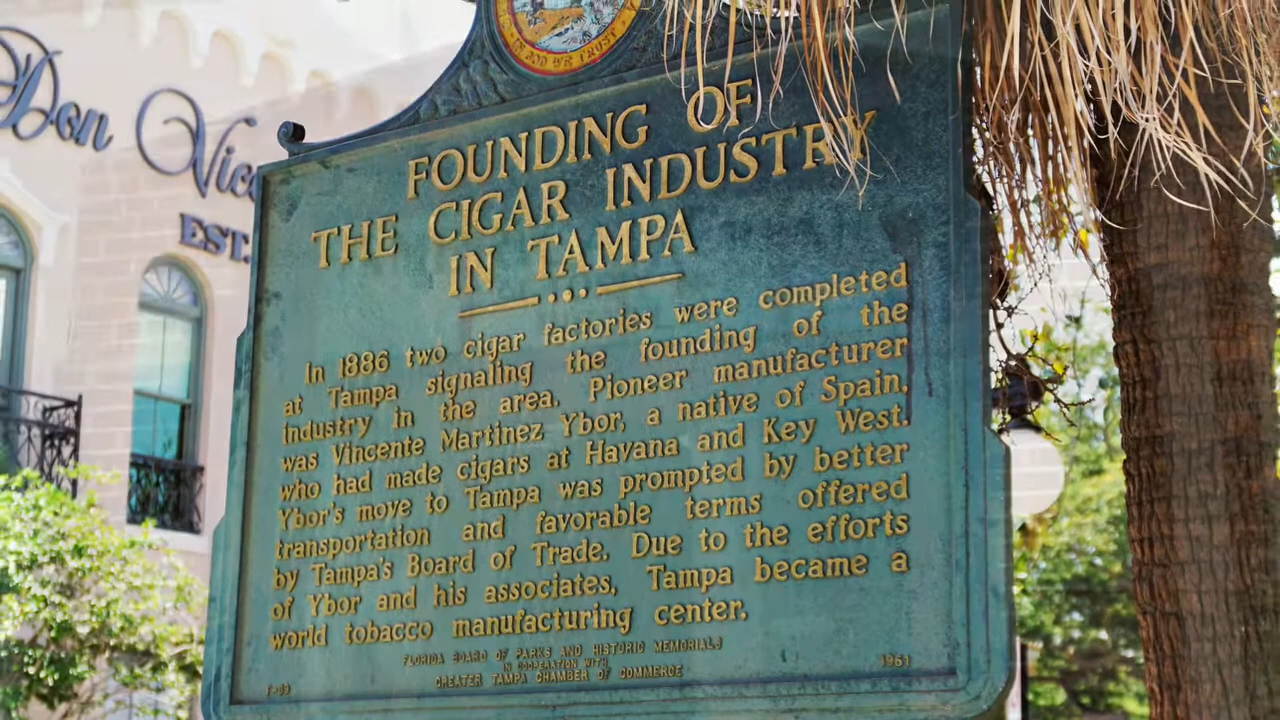 Don Vice
EST.
IN GOD WE TRUST
FOUNDING OF
THE CIGAR INDUSTRY
IN TAMPA
In 1886 two cigar factories were completed
at Tampa signaling the founding of the
industry in the area. Pioneer manufacturer
was Vincente Martinez Ybor, a native of Spain,
who had made cigars at Havana and Key West.
Ybor's move to Tampa was prompted by better
transportation and favorable terms offered
by Tampa's Board of Trade. Due to the efforts
of Ybor and his associates, Tampa became a
world tobacco manufacturing center.
FLORIDA BOARD OF PARKS AND HISTORIC MEMORIALS
IN COOPERATION WITH
GREATER TAMPA CHAMBER OF COMMERCE
F-89 1961